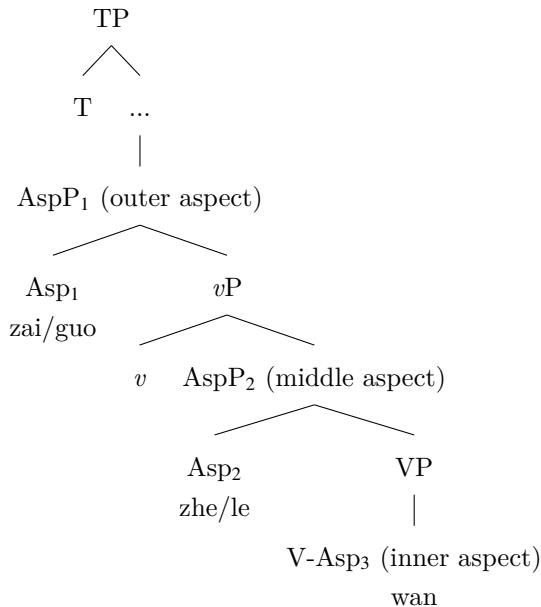 TP
T ...
AspP₁ (outer aspect)
Asp₁ vP
zai/guo
v AspP₂ (middle aspect)
Asp₂ VP
zhe/le
V-Asp₃ (inner aspect)
wan